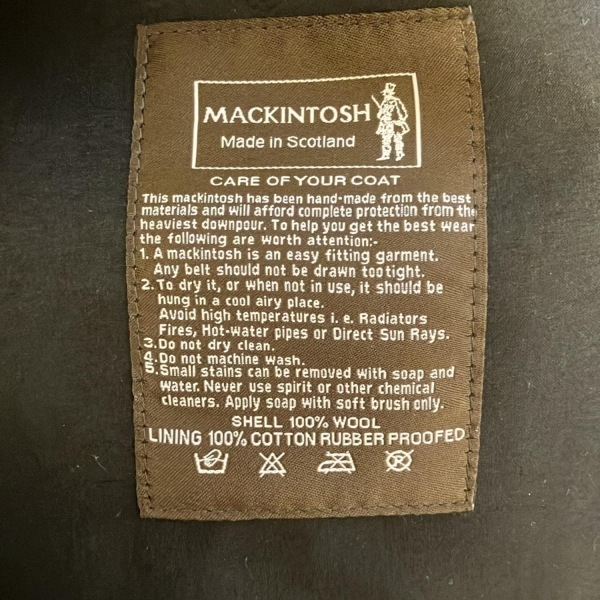 MACKINTOSH
Made in Scotland
CARE OF YOUR COAT
This mackintosh has been hand-made from the best
materials and will afford complete protection from the
heaviest downpour. To help you get the best wear
the following are worth attention:-
1. A mackintosh is an easy fitting garment.
Any belt should not be drawn too tight.
2. To dry it, or when not in use, it should be
hung in a cool airy place.
Avoid high temperatures i. e. Radiators
Fires, Hot-water pipes or Direct Sun Rays.
3. Do not dry clean.
4. Do not machine wash.
5. Small stains can be removed with soap and
water. Never use spirit or other chemical
cleaners. Apply soap with soft brush only.
SHELL 100% WOOL
LINING 100% COTTON RUBBER PROOFED